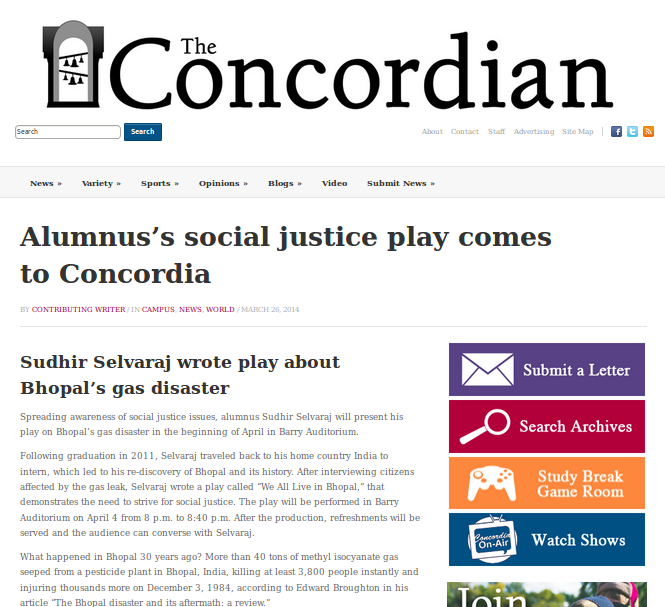 The Concordian
Search
Search
About Contact Staff Advertising Site Map
News » Variety » Sports » Opinions » Blogs » Video Submit News »
Alumnus’s social justice play comes
to Concordia
BY CONTRIBUTING WRITER / IN CAMPUS, NEWS, WORLD / MARCH 26, 2014
Sudhir Selvaraj wrote play about
Bhopal’s gas disaster
Spreading awareness of social justice issues, alumnus Sudhir Selvaraj will present his
play on Bhopal’s gas disaster in the beginning of April in Barry Auditorium.
Following graduation in 2011, Selvaraj traveled back to his home country India to
intern, which led to his re-discovery of Bhopal and its history. After interviewing citizens
affected by the gas leak, Selvaraj wrote a play called “We All Live in Bhopal,” that
demonstrates the need to strive for social justice. The play will be performed in Barry
Auditorium on April 4 from 8 p.m. to 8:40 p.m. After the production, refreshments will be
served and the audience can converse with Selvaraj.
What happened in Bhopal 30 years ago? More than 40 tons of methyl isocyanate gas
seeped from a pesticide plant in Bhopal, India, killing at least 3,800 people instantly and
injuring thousands more on December 3, 1984, according to Edward Broughton in his
article “The Bhopal disaster and its aftermath: a review.”
Submit a Letter
Search Archives
Study Break
Game Room
Concordia
On-Air
Watch Shows
Join